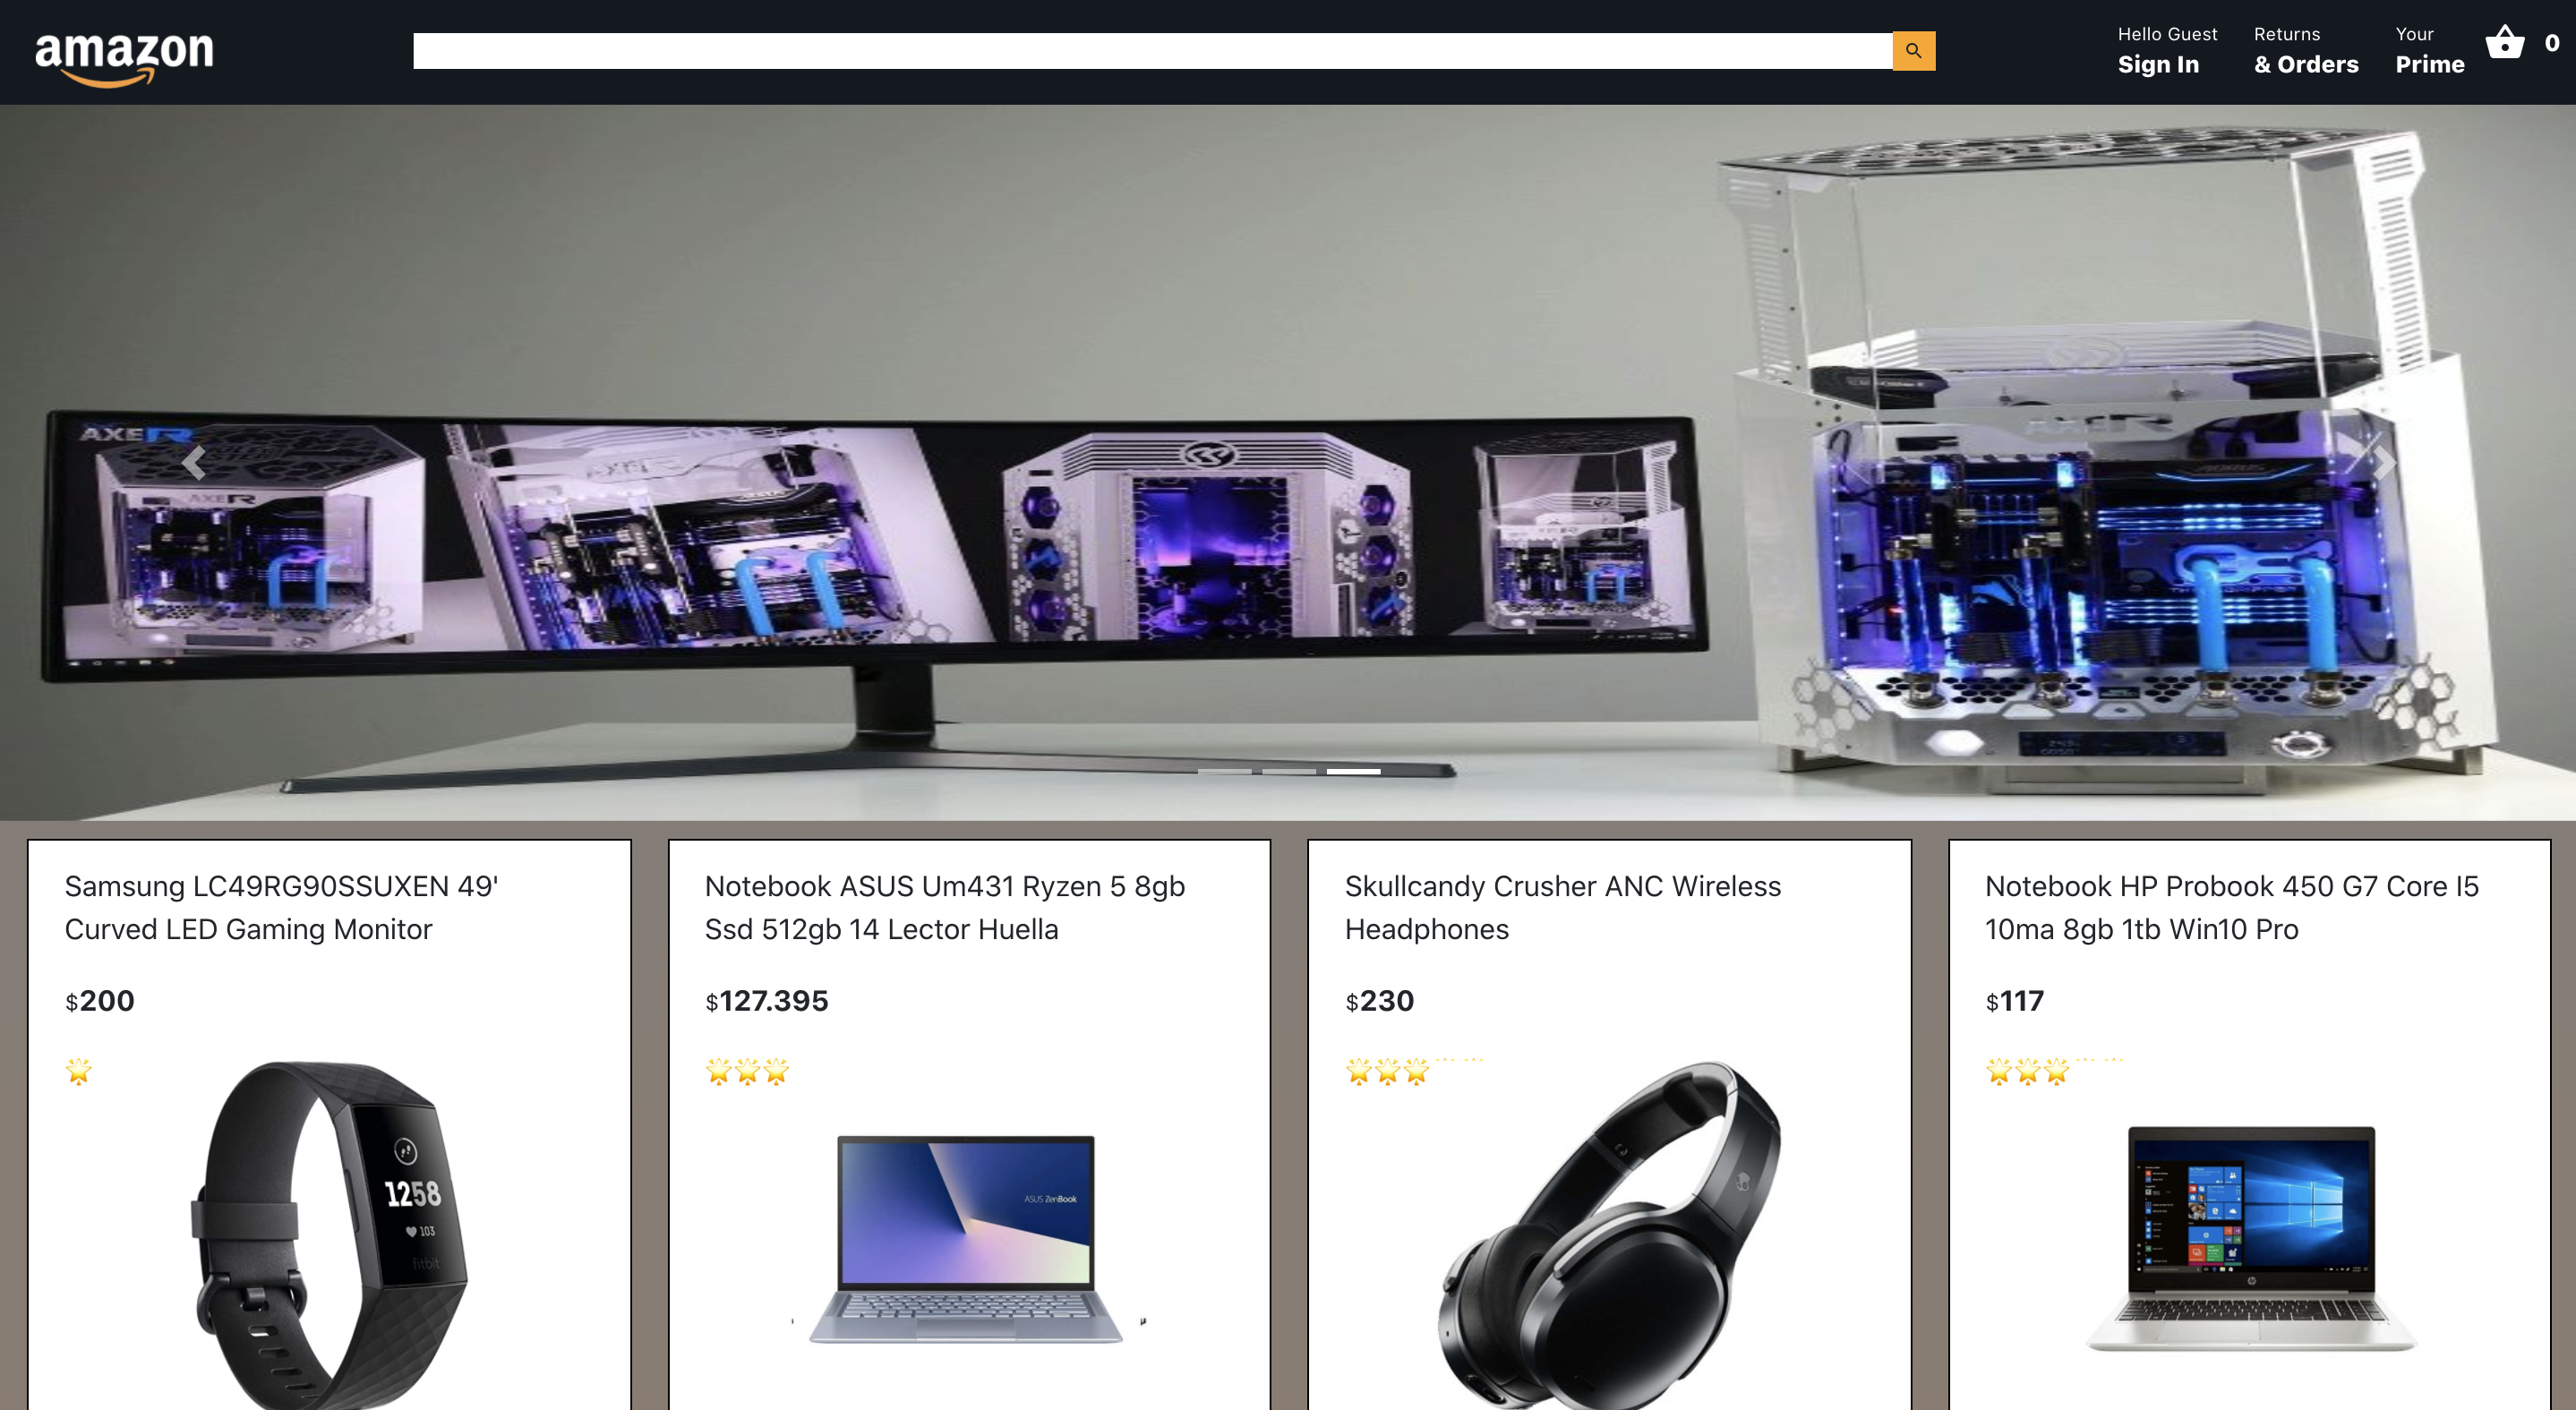 amazon
Hello Guest
Sign In
Returns
& Orders
Your
Prime
0
AXE
Samsung LC49RG90SSUXEN 49'
Curved LED Gaming Monitor
$200
1258
103
fitbit
Notebook ASUS Um431 Ryzen 5 8gb
Ssd 512gb 14 Lector Huella
$127.395
ASUS ZenBook
Skullcandy Crusher ANC Wireless
Headphones
$230
Notebook HP Probook 450 G7 Core I5
10ma 8gb 1tb Win10 Pro
$117
hp